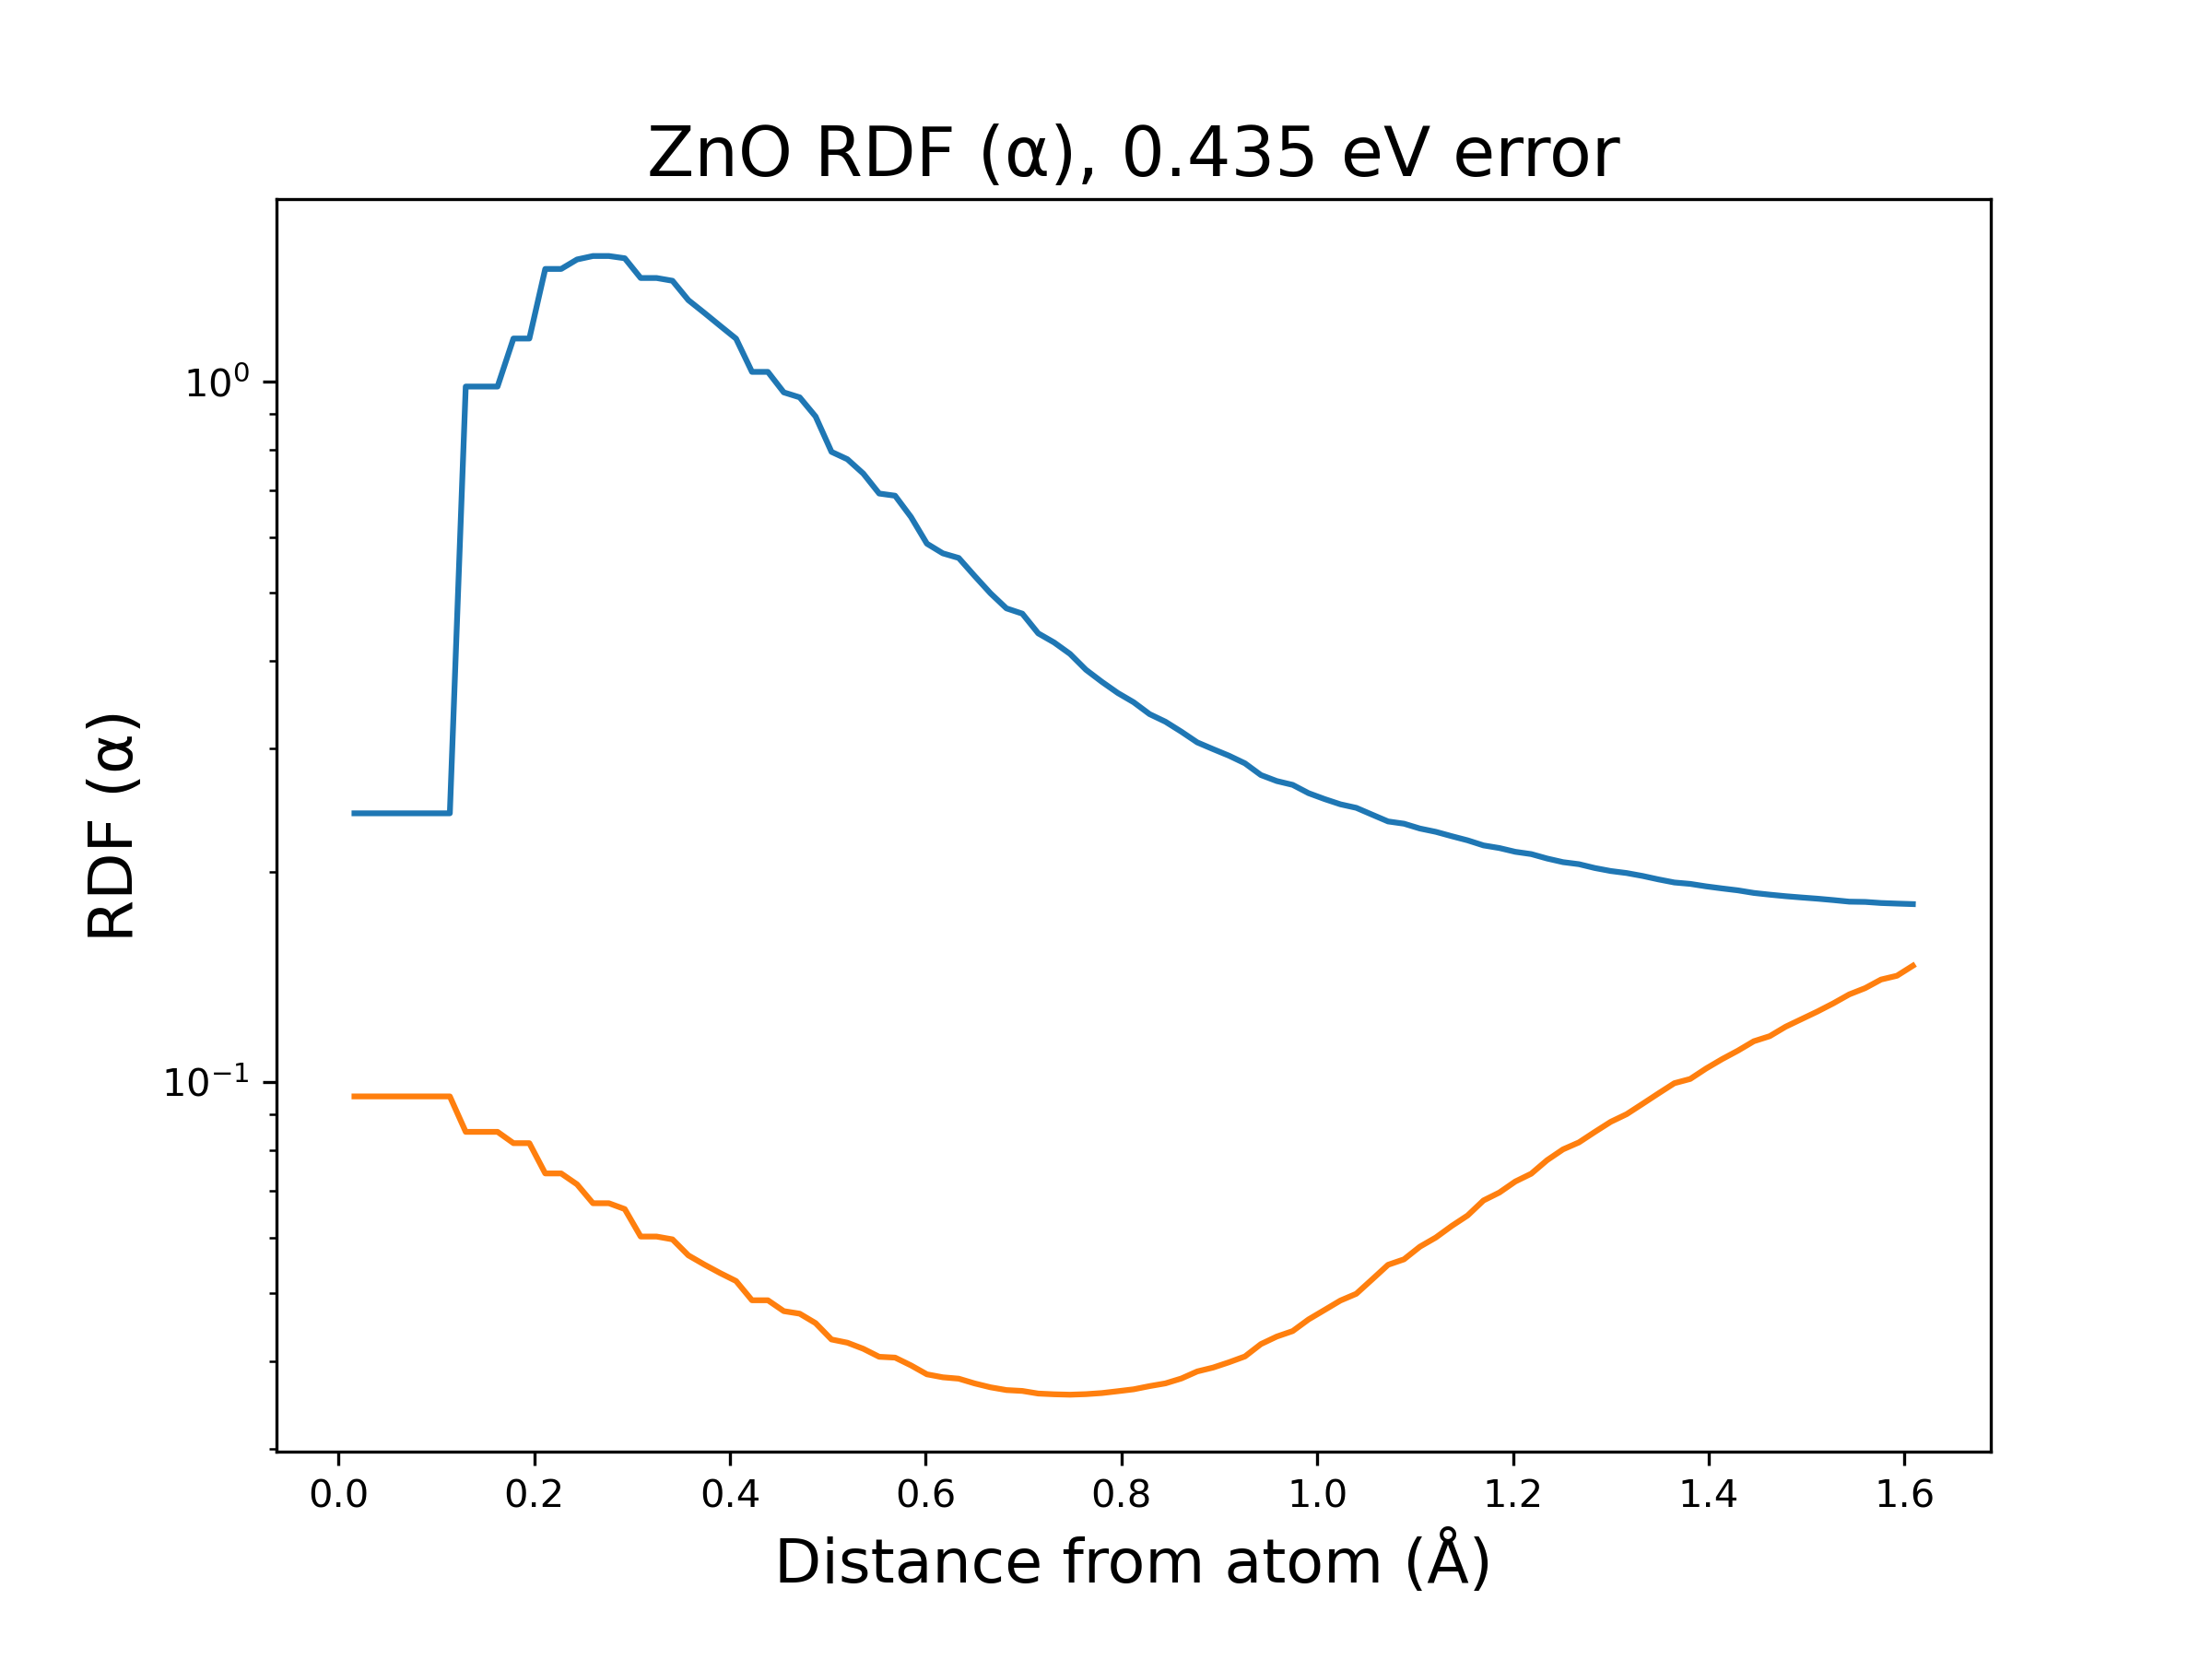 ZnO RDF (α), 0.435 eV error
RDF (α)
10⁰
10⁻¹
0.0 0.2 0.4 0.6 0.8 1.0 1.2 1.4 1.6
Distance from atom (Å)